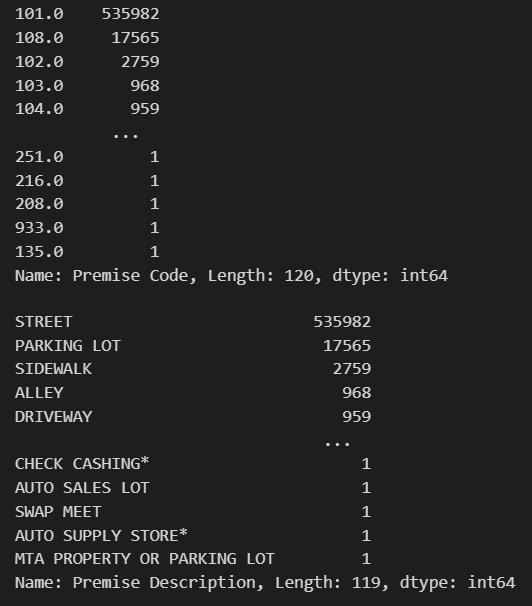 101.0    535982
108.0     17565
102.0      2759
103.0       968
104.0       959
          ...
251.0         1
216.0         1
208.0         1
933.0         1
135.0         1
Name: Premise Code, Length: 120, dtype: int64

STREET                          535982
PARKING LOT                      17565
SIDEWALK                          2759
ALLEY                              968
DRIVEWAY                           959
                                 ...
CHECK CASHING*                       1
AUTO SALES LOT                       1
SWAP MEET                            1
AUTO SUPPLY STORE*                   1
MTA PROPERTY OR PARKING LOT          1
Name: Premise Description, Length: 119, dtype: int64